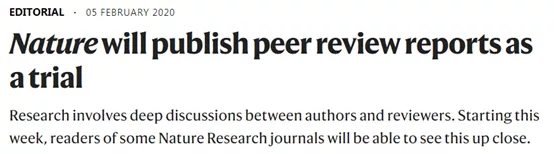 EDITORIAL · 05 FEBRUARY 2020
Nature will publish peer review reports as
a trial
Research involves deep discussions between authors and reviewers. Starting this
week, readers of some Nature Research journals will be able to see this up close.